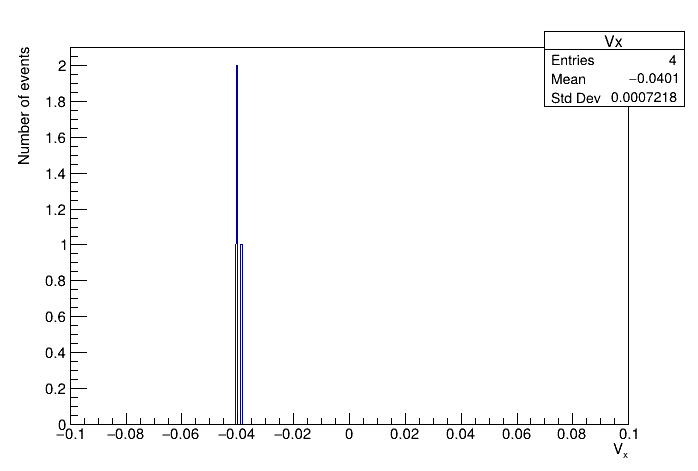 Vx
Entries 4
Mean −0.0401
Std Dev 0.0007218
Number of events
2
1.8
1.6
1.4
1.2
1
0.8
0.6
0.4
0.2
0
−0.1 −0.08 −0.06 −0.04 −0.02 0 0.02 0.04 0.06 0.08 0.1
Vx